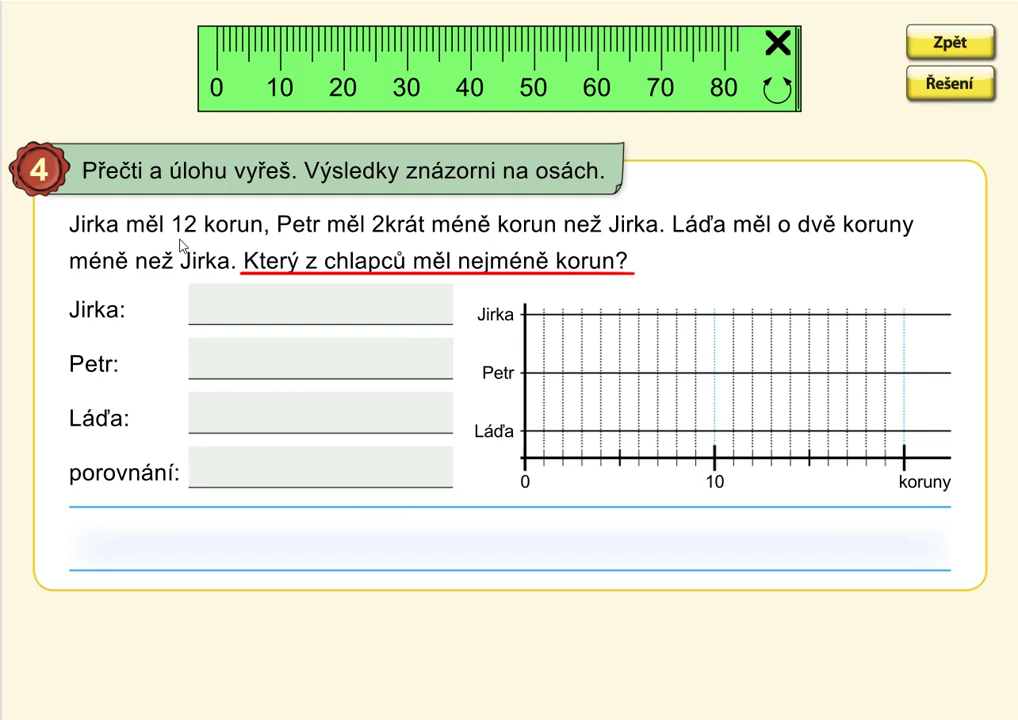 0 10 20 30 40 50 60 70 80
Zpět
Řešení
4 Přečti a úlohu vyřeš. Výsledky znázorni na osách.
Jirka měl 12 korun, Petr měl 2krát méně korun než Jirka. Láďa měl o dvě koruny
méně než Jirka. Který z chlapců měl nejméně korun?
Jirka:
Petr:
Láďa:
porovnání:
Jirka
Petr
Láďa
0 10 koruny